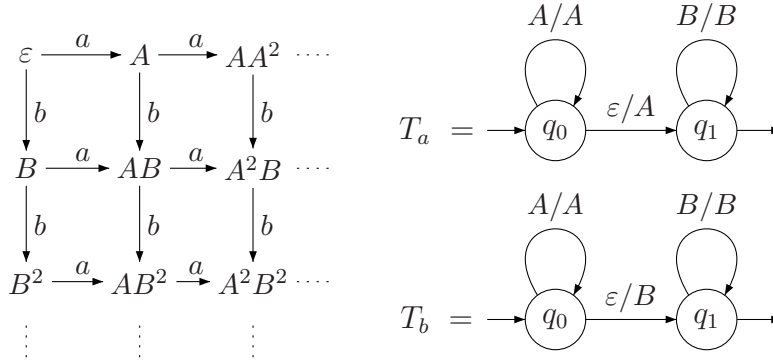 ε a A a AA² ····
b b b
B a AB a A²B ····
b b b
B² a AB² a A²B² ····
A/A B/B
T_a = q₀ ε/A q₁
A/A B/B
T_b = q₀ ε/B q₁